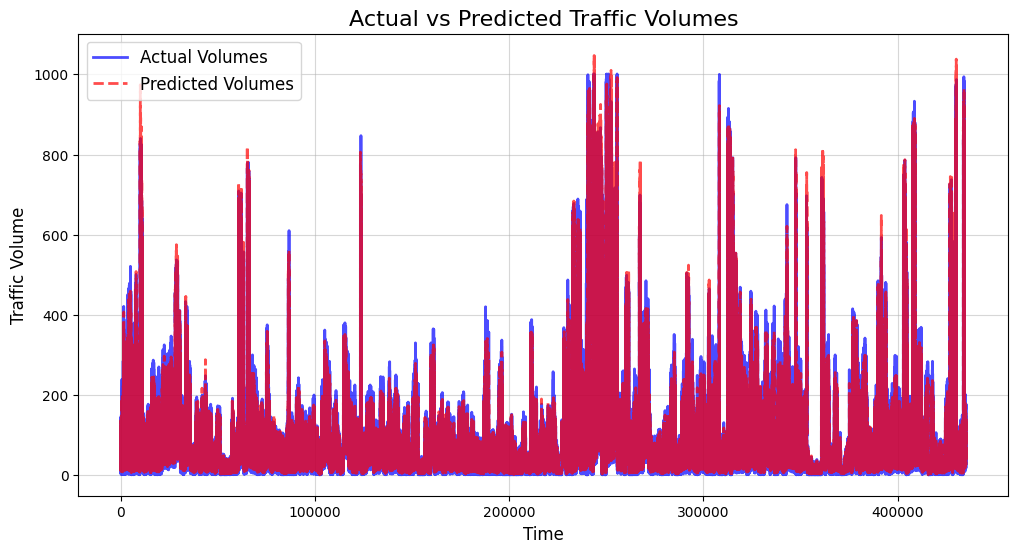 Actual vs Predicted Traffic Volumes
Actual Volumes
Predicted Volumes
1000
800
600
400
200
0
Traffic Volume
0 100000 200000 300000 400000
Time